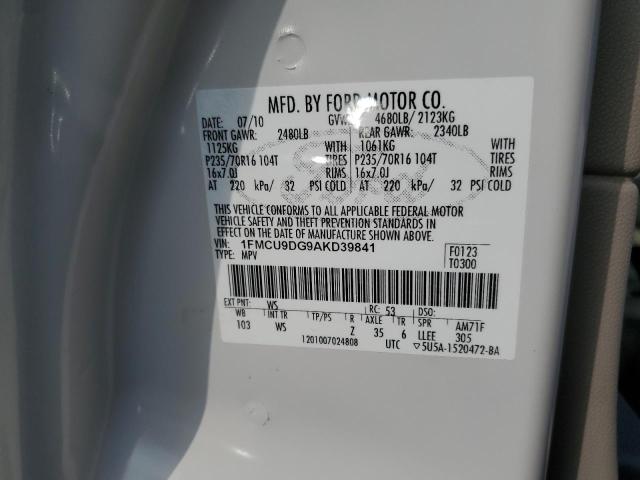 MFD. BY FORD MOTOR CO.
DATE: 07/10 GVWR: 4680LB/ 2123KG
FRONT GAWR: 2480LB REAR GAWR: 2340LB
1125KG WITH 1061KG WITH
P235/70R16 104T TIRES P235/70R16 104T TIRES
16x7.0J RIMS 16x7.0J RIMS
AT 220 kPa/ 32 PSI COLD AT 220 kPa/ 32 PSI COLD
THIS VEHICLE CONFORMS TO ALL APPLICABLE FEDERAL MOTOR
VEHICLE SAFETY AND THEFT PREVENTION STANDARDS IN
EFFECT ON THE DATE OF MANUFACTURE SHOWN ABOVE.
VIN: 1FMCU9DG9AKD39841
TYPE: MPV
F0123
T0300
EXT PNT: WS RC: 53 DSO:
WB INT TR TP/PS R AXLE TR SPR AM71F
103 WS Z 35 6 LLEE 305
1201007024808 UTC ▽5U5A-1520472-BA